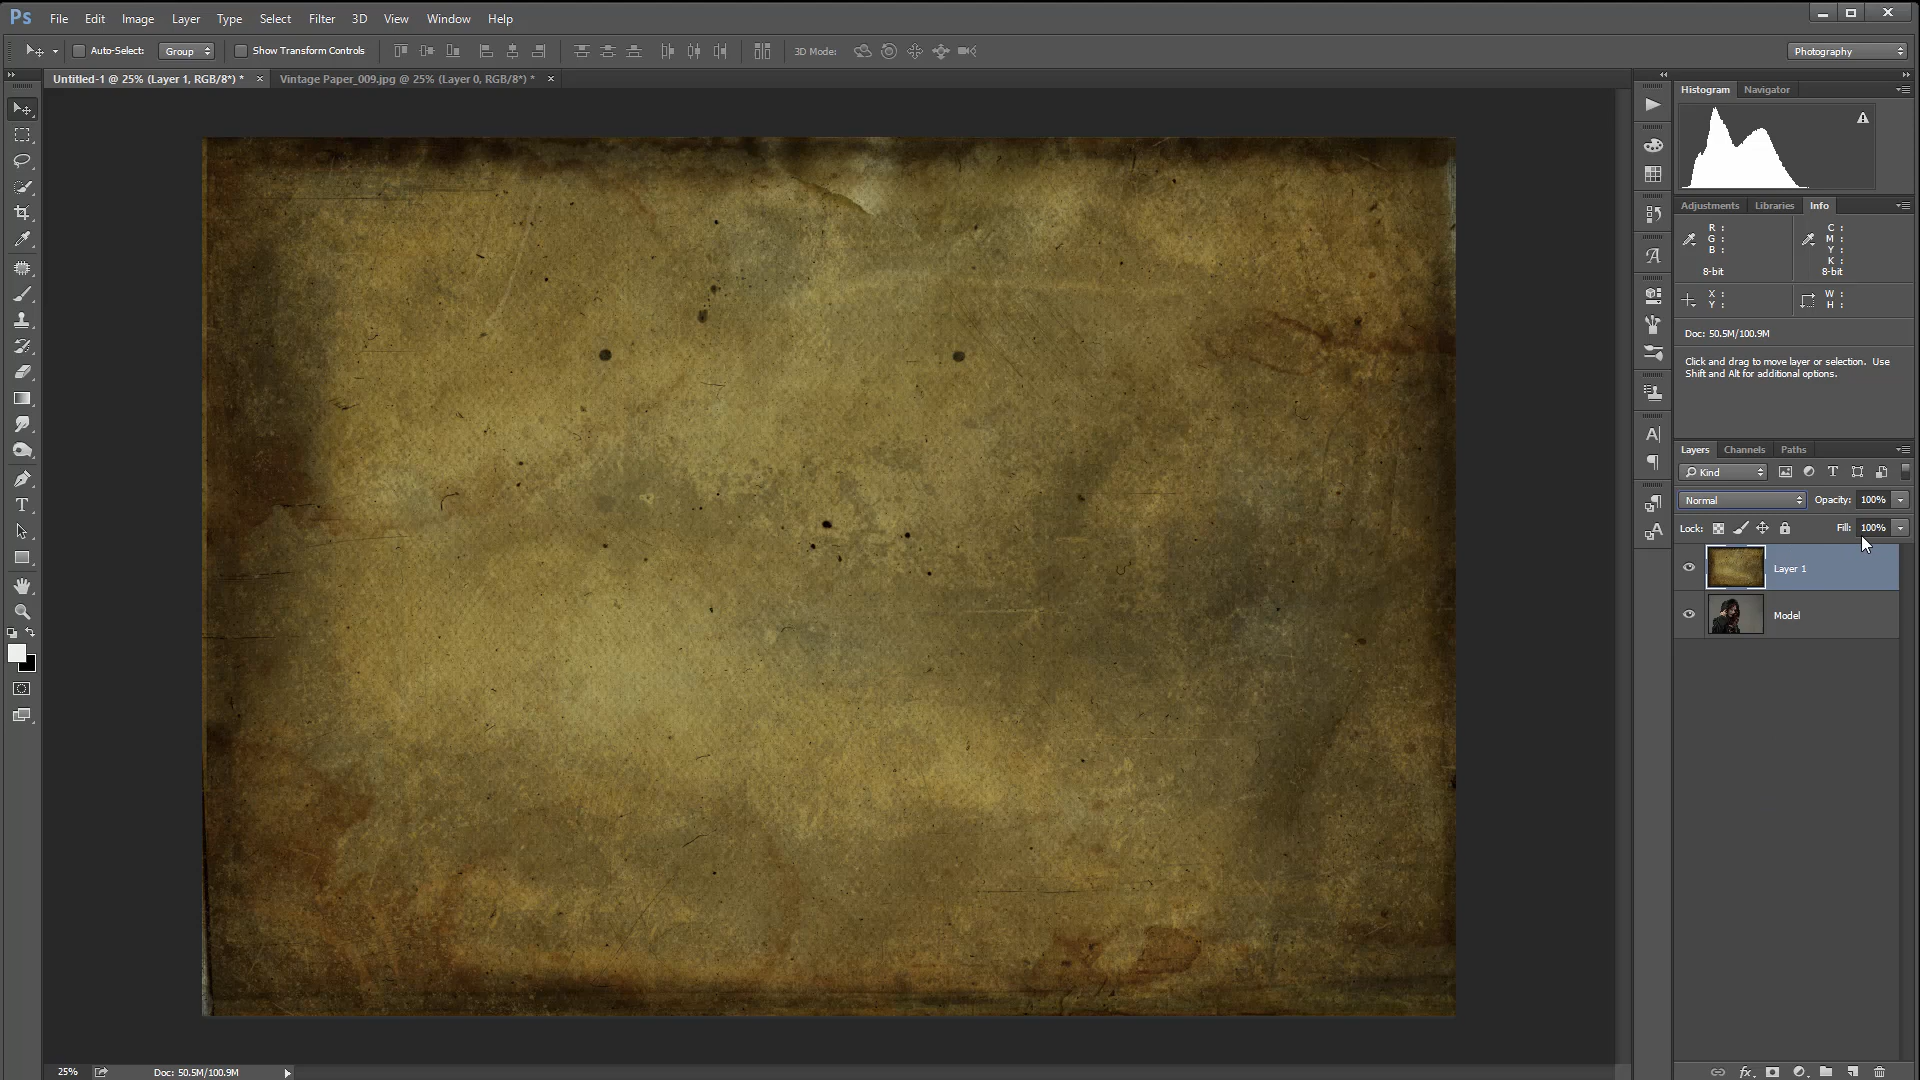 Ps File Edit Image Layer Type Select Filter 3D View Window Help
Auto-Select: Group Show Transform Controls 3D Mode: Photography
Untitled-1 @ 25% (Layer 1, RGB/8*) * Vintage Paper_009.jpg @ 25% (Layer 0, RGB/8*) *
Histogram Navigator
Adjustments Libraries Info
R : C :
G : M :
B : Y :
K :
8-bit 8-bit
X : W :
Y : H :
Doc: 50.5M/100.9M
Click and drag to move layer or selection. Use
Shift and Alt for additional options.
Layers Channels Paths
Kind
Normal Opacity: 100%
Lock: Fill: 100%
Layer 1
Model
25% Doc: 50.5M/100.9M